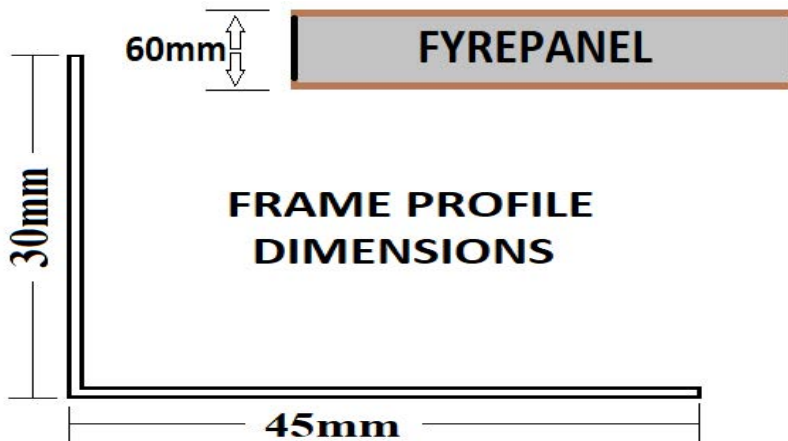 60mm
FYREPANEL
30mm
FRAME PROFILE
DIMENSIONS
45mm